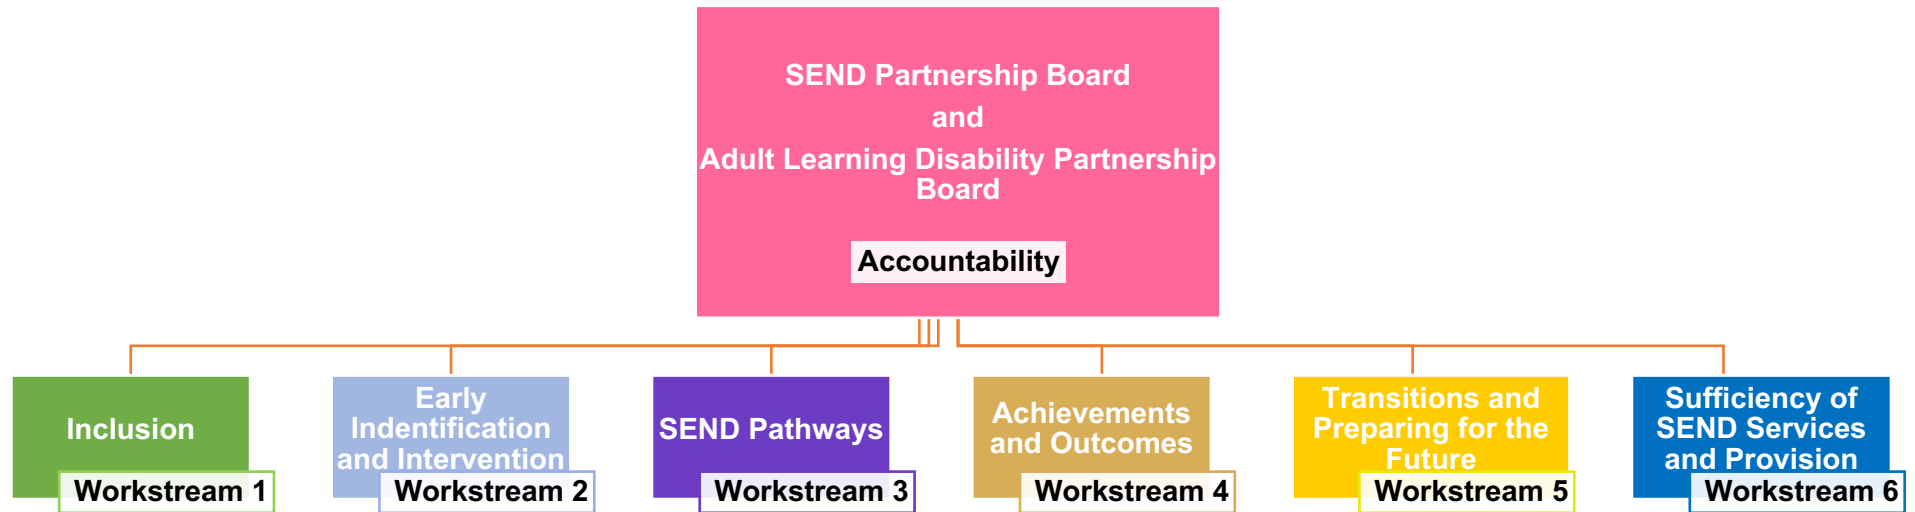 SEND Partnership Board
and
Adult Learning Disability Partnership
Board
Accountability
Inclusion
Workstream 1
Early
Indentification
and Intervention
Workstream 2
SEND Pathways
Workstream 3
Achievements
and Outcomes
Workstream 4
Transitions and
Preparing for the
Future
Workstream 5
Sufficiency of
SEND Services
and Provision
Workstream 6